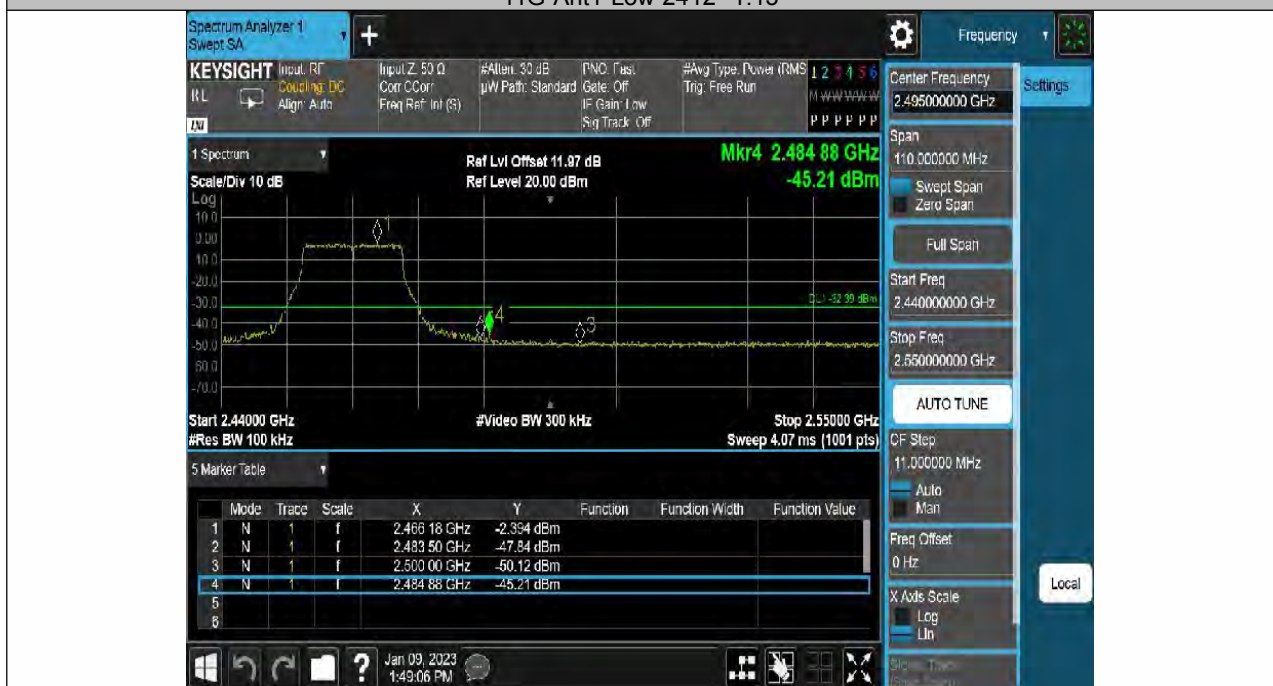 Spectrum Analyzer 1
Swept SA
+
Frequency
KEYSIGHT
RL
Input: RF
Coupling: DC
Align: Auto
Input Z: 50 Ω
Corr CCorr
Freq Ref: Int (S)
#Atten: 30 dB
µW Path: Standard
PNO: Fast
Gate: Off
IF Gain: Low
Sig Track: Off
#Avg Type: Power (RMS
Trig: Free Run
1 2 3 4 5 6
M W W W W W
P P P P P P
1 Spectrum
Scale/Div 10 dB
Ref Lvl Offset 11.97 dB
Ref Level 20.00 dBm
Mkr4 2.484 88 GHz
-45.21 dBm
Log
10.0
0.00
-10.0
-20.0
-30.0
-40.0
-50.0
-60.0
-70.0
1
4
3
DL1 -32.39 dBm
Start 2.44000 GHz
#Video BW 300 kHz
Stop 2.55000 GHz
#Res BW 100 kHz
Sweep 4.07 ms (1001 pts)
5 Marker Table
Mode Trace Scale X Y Function Function Width Function Value
1 N 1 f 2.466 18 GHz -2.394 dBm
2 N 1 f 2.483 50 GHz -47.84 dBm
3 N 1 f 2.500 00 GHz -50.12 dBm
4 N 1 f 2.484 88 GHz -45.21 dBm
5
6
?
Jan 09, 2023
1:49:06 PM
Center Frequency
2.495000000 GHz
Settings
Span
110.000000 MHz
Swept Span
Zero Span
Full Span
Start Freq
2.440000000 GHz
Stop Freq
2.550000000 GHz
AUTO TUNE
CF Step
11.000000 MHz
Auto
Man
Freq Offset
0 Hz
X Axis Scale
Log
Lin
Local